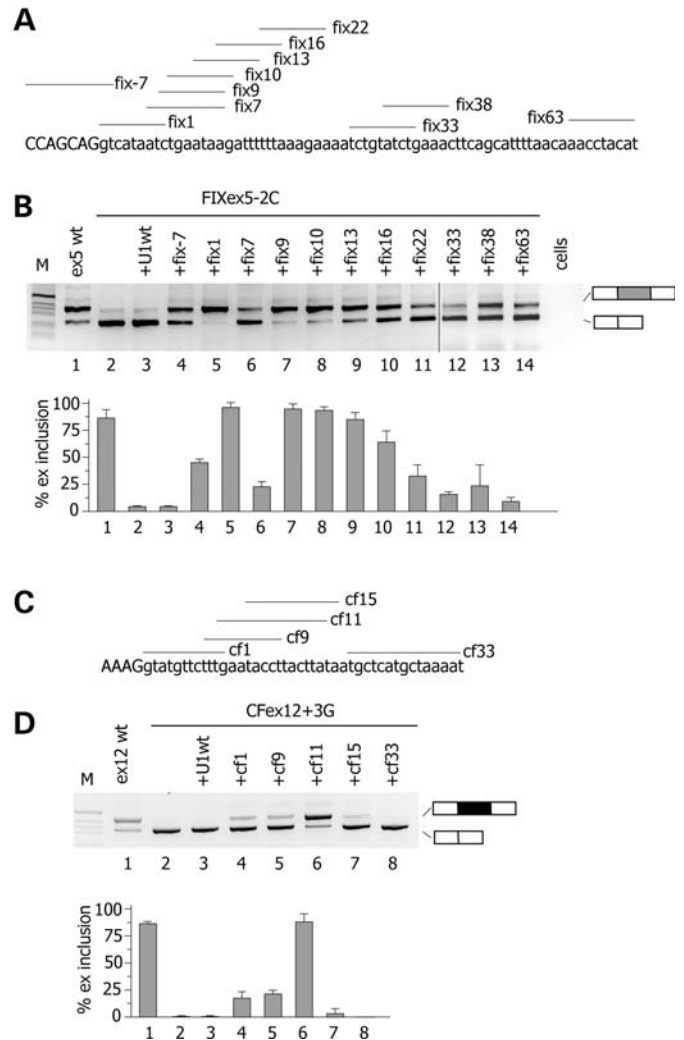 A
fix22
fix16
fix13
fix-7
fix10
fix9
fix7
fix38
fix1
fix33
fix63
CCAGCAGgtcataatctgaataagatttttttaaagaaaatctgtatctgaaacttcagcattttaacaaacctacat
B
FIXex5-2C
M
ex5 wt
+U1wt
+fix-7
+fix1
+fix7
+fix9
+fix10
+fix13
+fix16
+fix22
+fix33
+fix38
+fix63
cells
1 2 3 4 5 6 7 8 9 10 11 12 13 14
% ex inclusion
100
75
50
25
0
1 2 3 4 5 6 7 8 9 10 11 12 13 14
C
cf15
cf11
cf9
cf1
cf33
AAAGgtatgttctttgaataccttacttataatgctcatgctaaaat
D
CFex12+3G
M
ex12 wt
+U1wt
+cf1
+cf9
+cf11
+cf15
+cf33
1 2 3 4 5 6 7 8
% ex inclusion
100
75
50
25
0
1 2 3 4 5 6 7 8